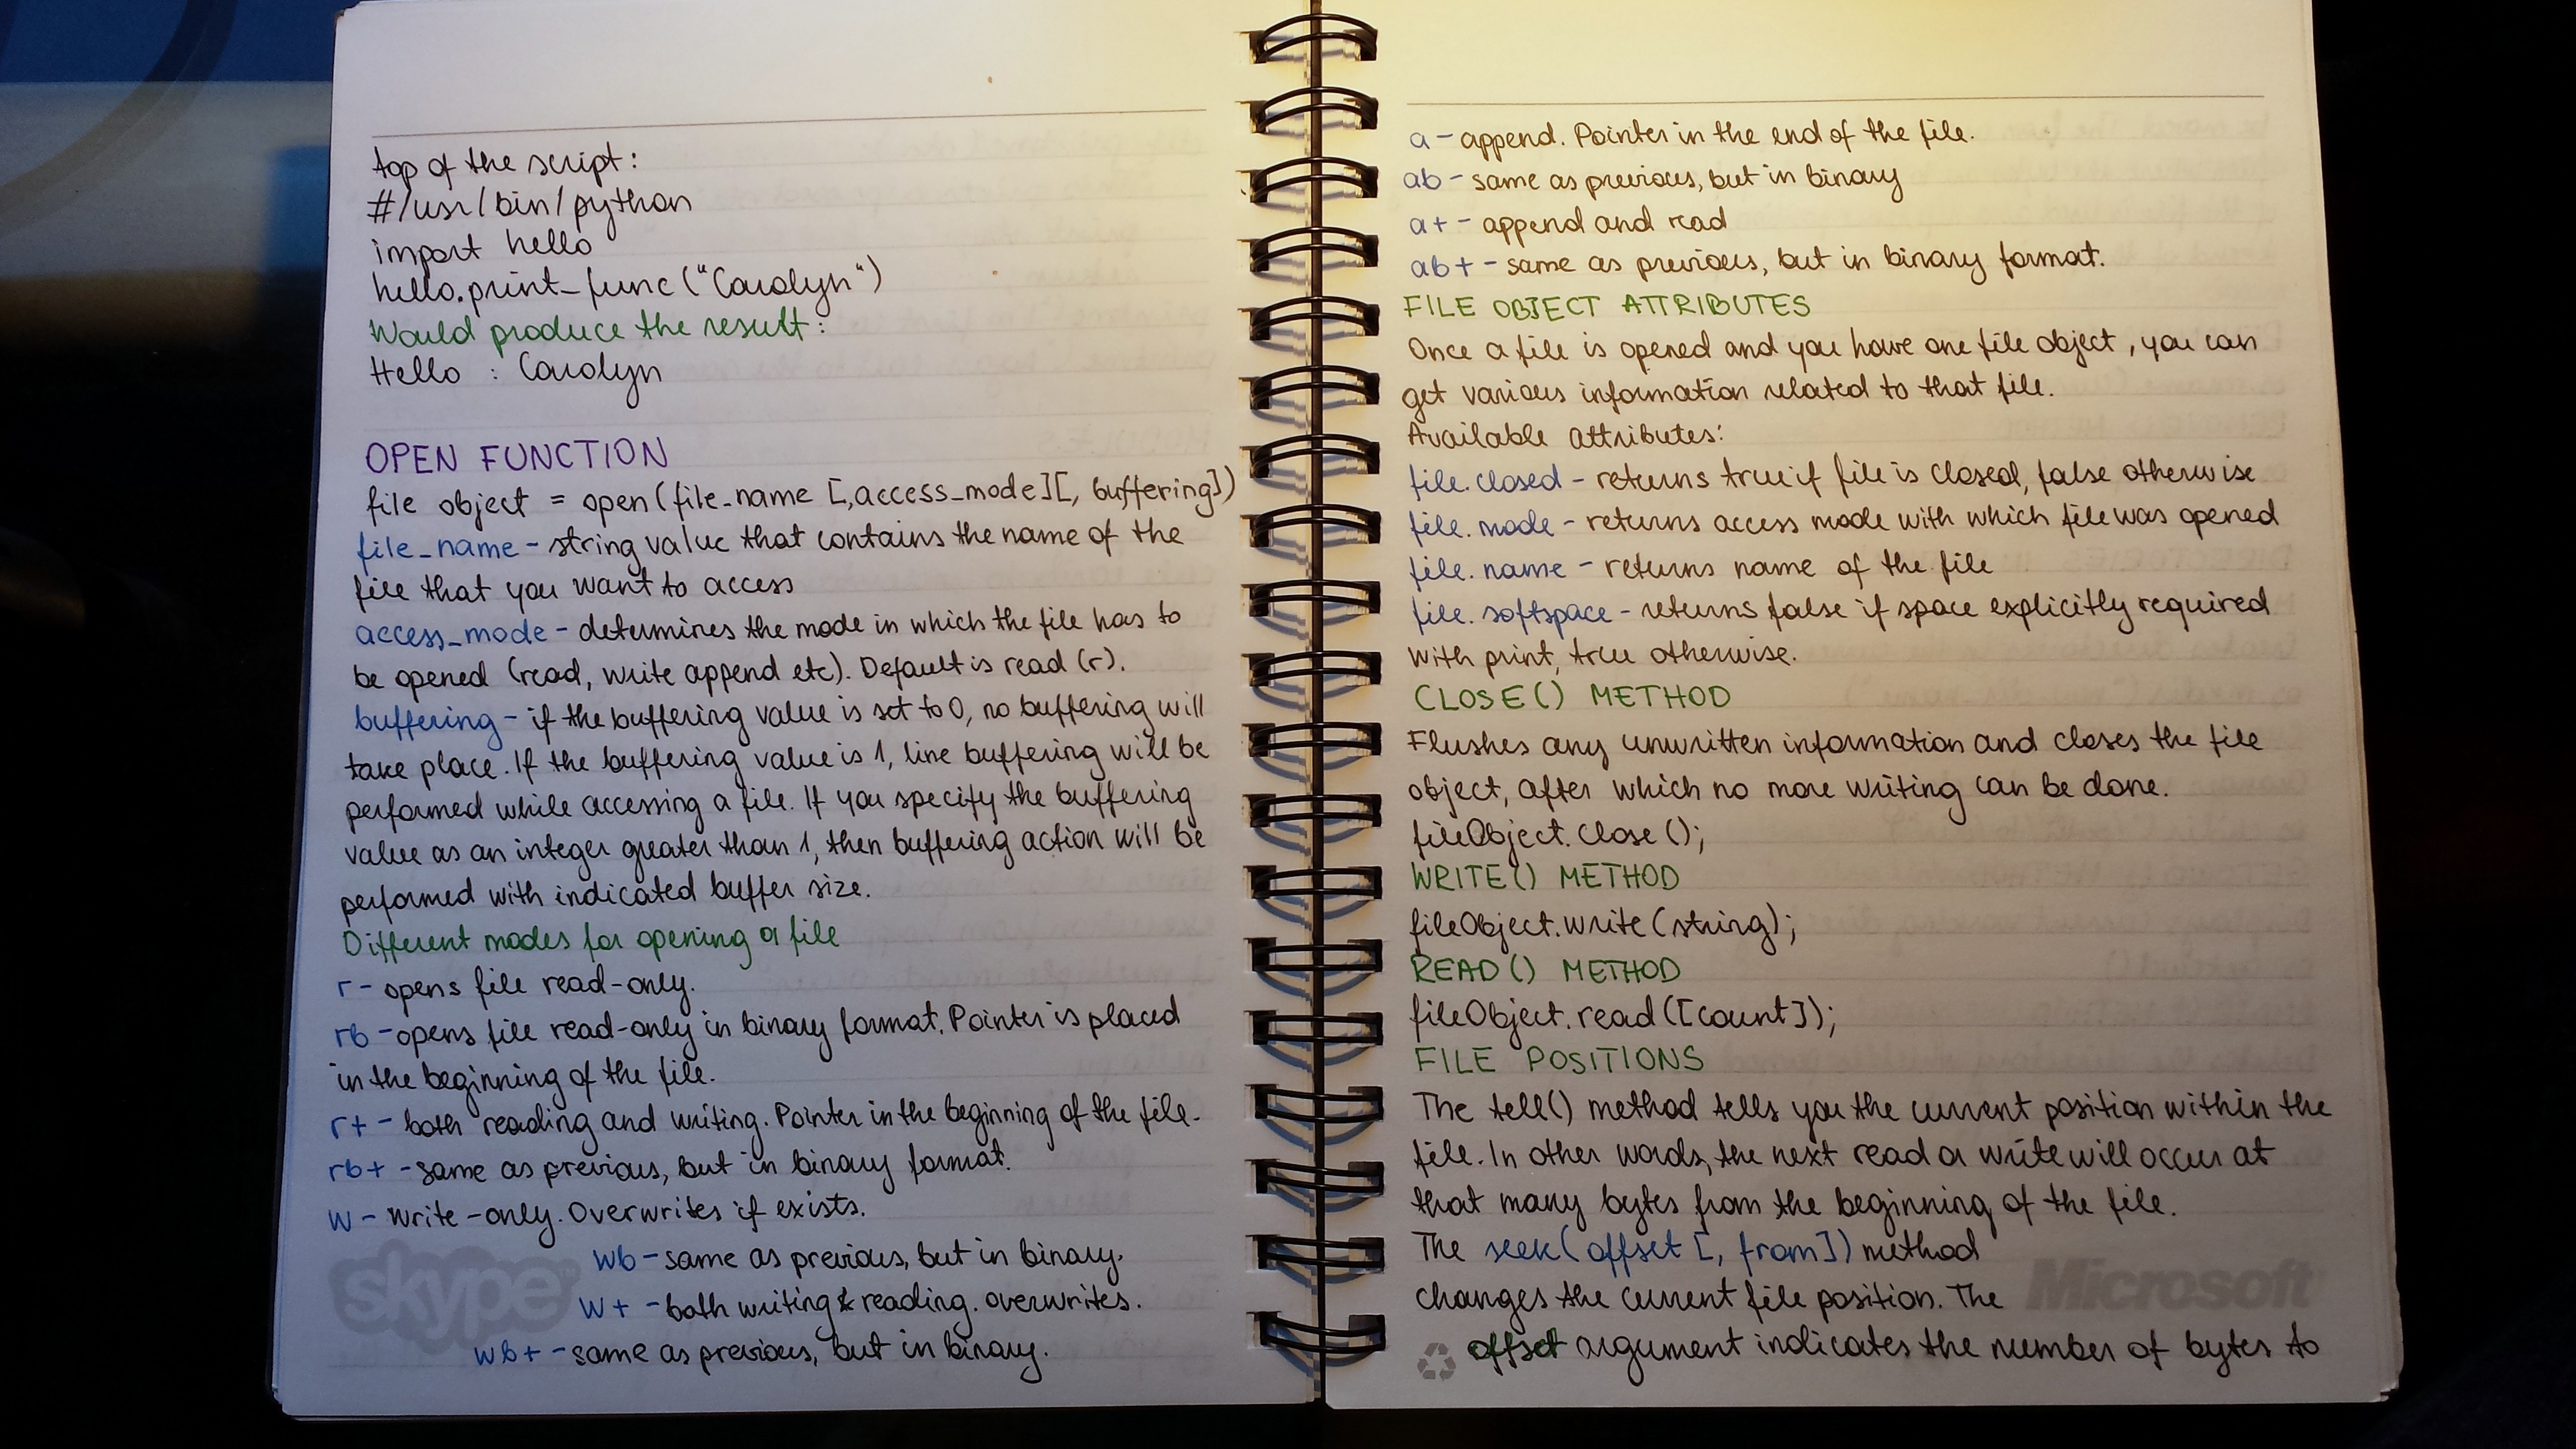 top of the script:
#/usr/bin/python
import hello
hello.print_func("Carolyn")
Would produce the result:
Hello : Carolyn
OPEN FUNCTION
file object = open(file_name [,access_mode][, buffering])
file_name - string value that contains the name of the
file that you want to access
access_mode - determines the mode in which the file has to
be opened (read, write append etc). Default is read (r).
buffering - if the buffering value is set to 0, no buffering will
take place. If the buffering value is 1, line buffering will be
performed while accessing a file. If you specify the buffering
value as an integer greater than 1, then buffering action will be
performed with indicated buffer size.
Different modes for opening a file
r - opens file read-only.
rb - opens file read-only in binary format. Pointer is placed
in the beginning of the file.
r+ - both reading and writing. Pointer in the beginning of the file.
rb+ - same as previous, but in binary format.
w - write-only. Overwrites if exists.
wb - same as previous, but in binary.
w+ - both writing & reading. overwrites.
wb+ - same as previous, but in binary.
skype
a - append. Pointer in the end of the file.
ab - same as previous, but in binary
a+ - append and read
ab+ - same as previous, but in binary format.
FILE OBJECT ATTRIBUTES
Once a file is opened and you have one file object, you can
get various information related to that file.
Available attributes:
file.closed - returns true if file is closed, false otherwise
file.mode - returns access mode with which file was opened
file.name - returns name of the file
file.softspace - returns false if space explicitly required
with print, true otherwise.
CLOSE() METHOD
Flushes any unwritten information and closes the file
object, after which no more writing can be done.
fileObject.close();
WRITE() METHOD
fileObject.write(string);
READ() METHOD
fileObject.read([count]);
FILE POSITIONS
The tell() method tells you the current position within the
file. In other words, the next read or write will occur at
that many bytes from the beginning of the file.
The seek(offset [, from]) method
changes the current file position. The
offset argument indicates the number of bytes to
Microsoft